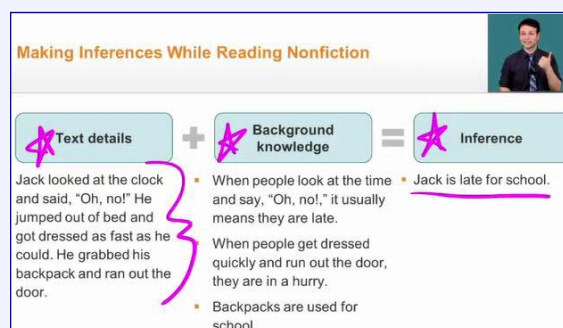 Making Inferences While Reading Nonfiction
Text details
+
Background
knowledge
=
Inference
Jack looked at the clock
and said, “Oh, no!” He
jumped out of bed and
got dressed as fast as he
could. He grabbed his
backpack and ran out the
door.
▪ When people look at the time
and say, “Oh, no!,” it usually
means they are late.
▪ When people get dressed
quickly and run out the door,
they are in a hurry.
▪ Backpacks are used for
school
▪ Jack is late for school.